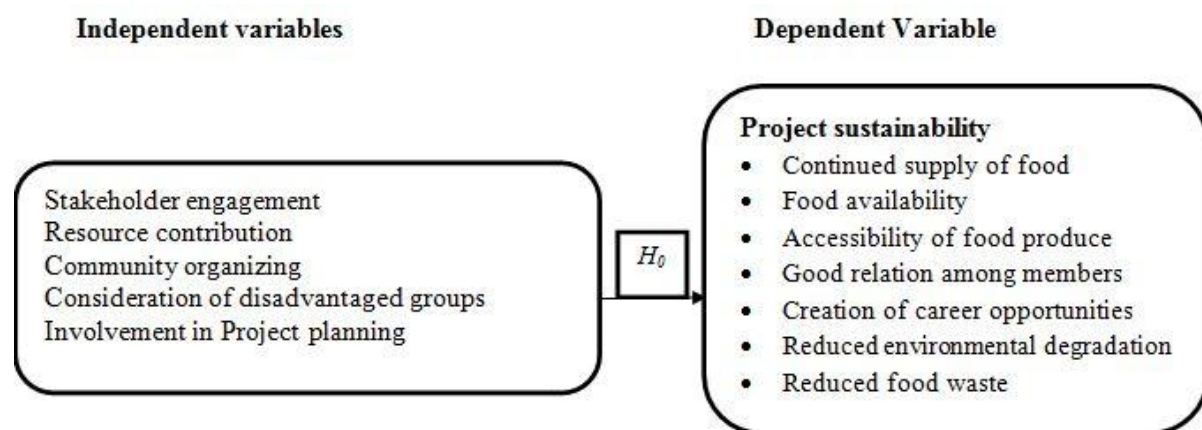 Independent variables
Dependent Variable
Stakeholder engagement
Resource contribution
Community organizing
Consideration of disadvantaged groups
Involvement in Project planning
H₀
Project sustainability
• Continued supply of food
• Food availability
• Accessibility of food produce
• Good relation among members
• Creation of career opportunities
• Reduced environmental degradation
• Reduced food waste